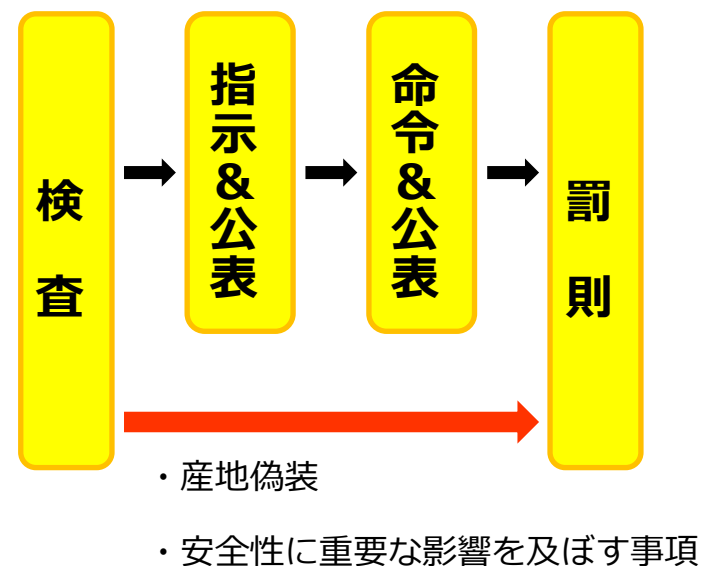 検査
指示&公表
命令&公表
罰則
・産地偽装
・安全性に重要な影響を及ぼす事項